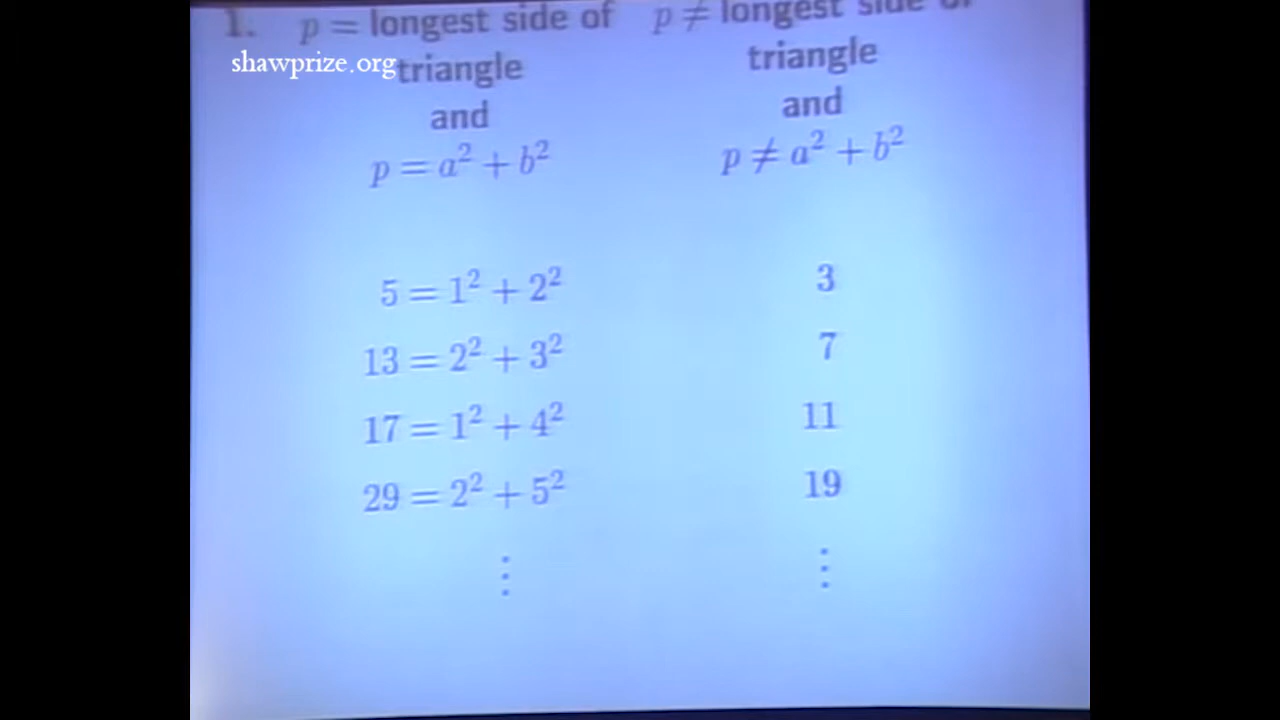 1. p = longest side of p ≠ longest side of
shawprize.org
triangle triangle
and and
p = a² + b² p ≠ a² + b²
5 = 1² + 2² 3
13 = 2² + 3² 7
17 = 1² + 4² 11
29 = 2² + 5² 19
⋮ ⋮